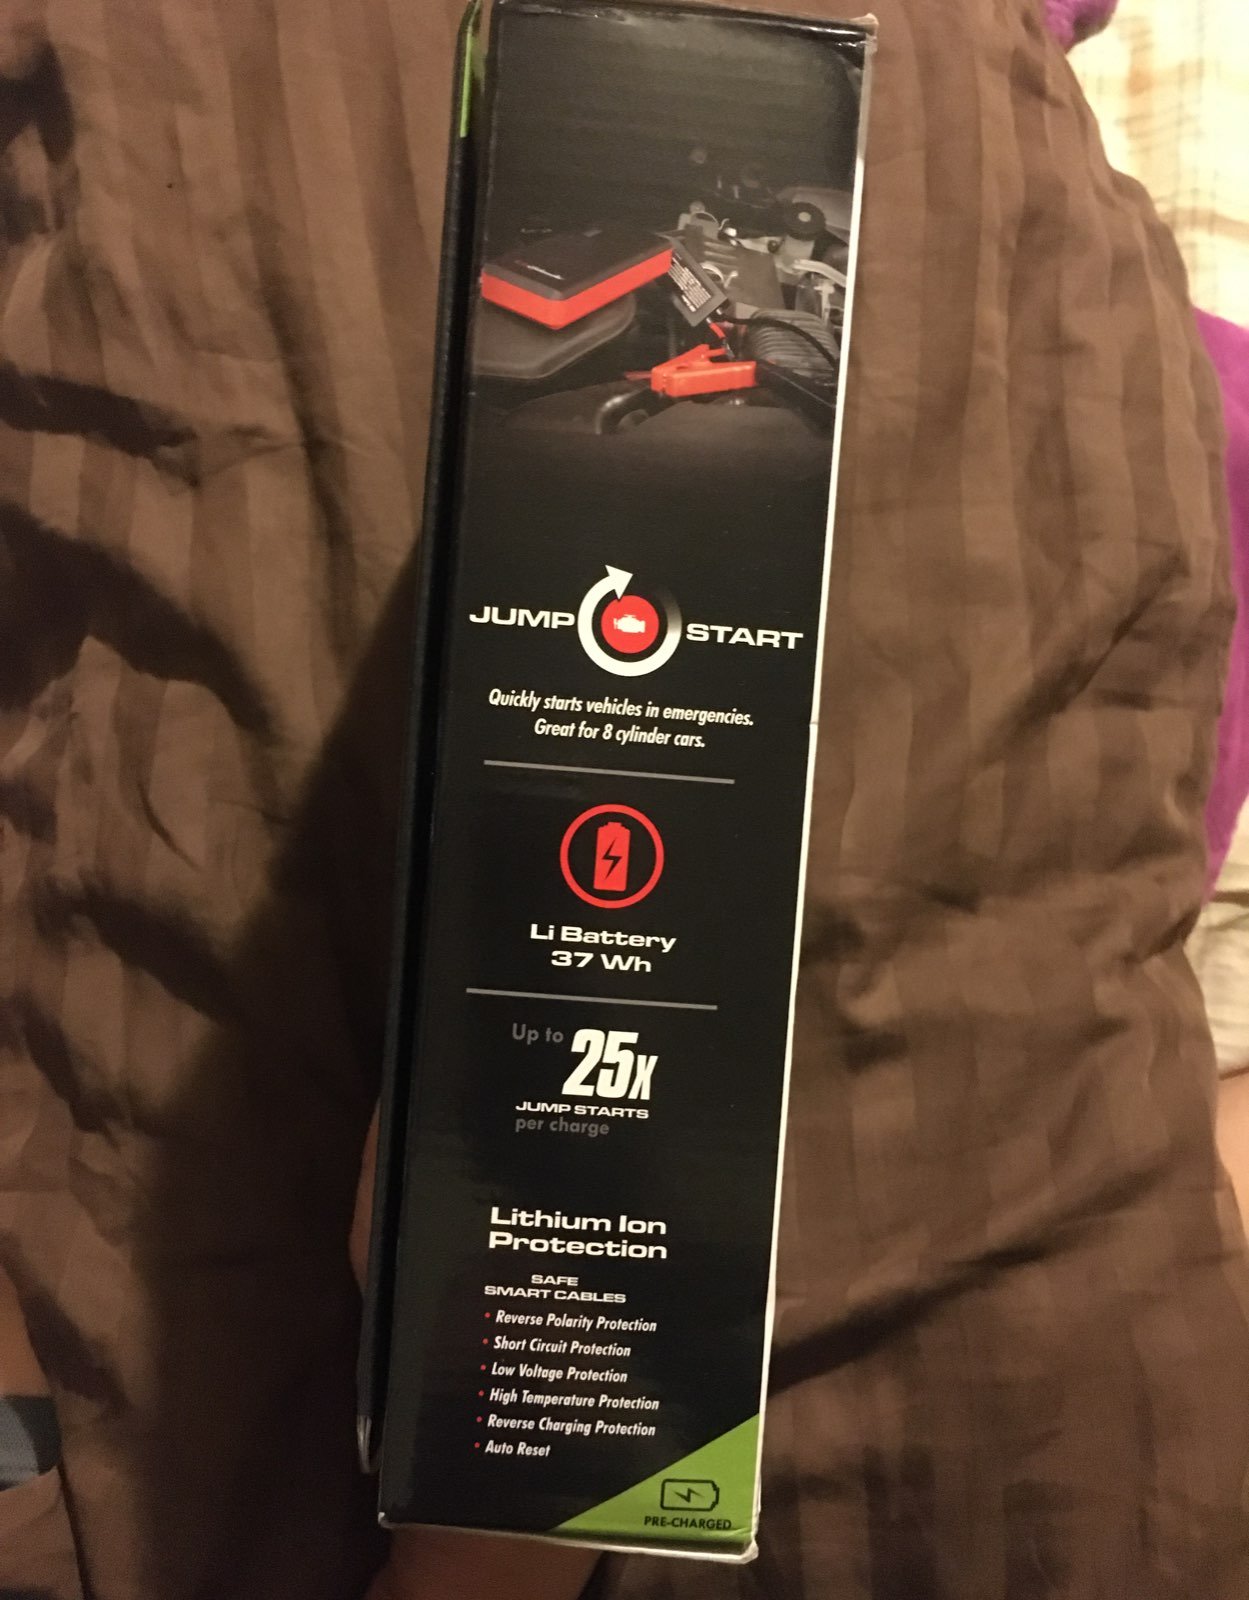 JUMP START
Quickly starts vehicles in emergencies.
Great for 8 cylinder cars.
Li Battery
37 Wh
Up to
25x
JUMP STARTS
per charge
Lithium Ion
Protection
SAFE
SMART CABLES
• Reverse Polarity Protection
• Short Circuit Protection
• Low Voltage Protection
• High Temperature Protection
• Reverse Charging Protection
• Auto Reset
PRE-CHARGED